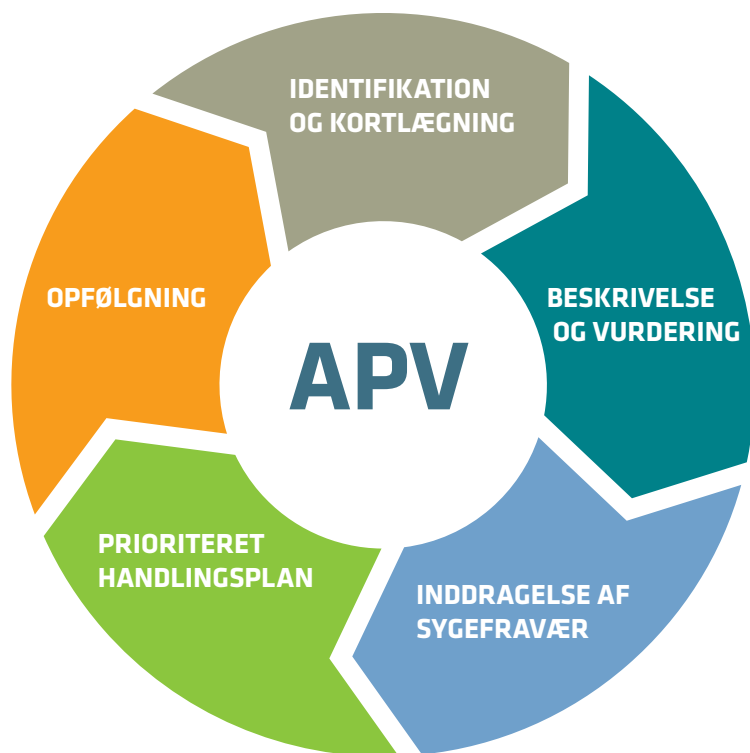 IDENTIFIKATION
OG KORTLÆGNING
BESKRIVELSE
OG VURDERING
INDDRAGELSE AF
SYGEFRAVÆR
PRIORITERET
HANDLINGSPLAN
OPFØLGNING
APV